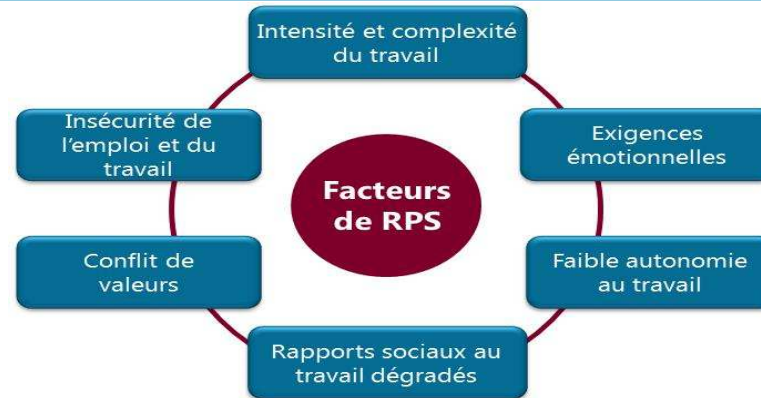 Intensité et complexité
du travail
Insécurité de
l'emploi et du
travail
Exigences
émotionnelles
Facteurs
de RPS
Conflit de
valeurs
Faible autonomie
au travail
Rapports sociaux au
travail dégradés